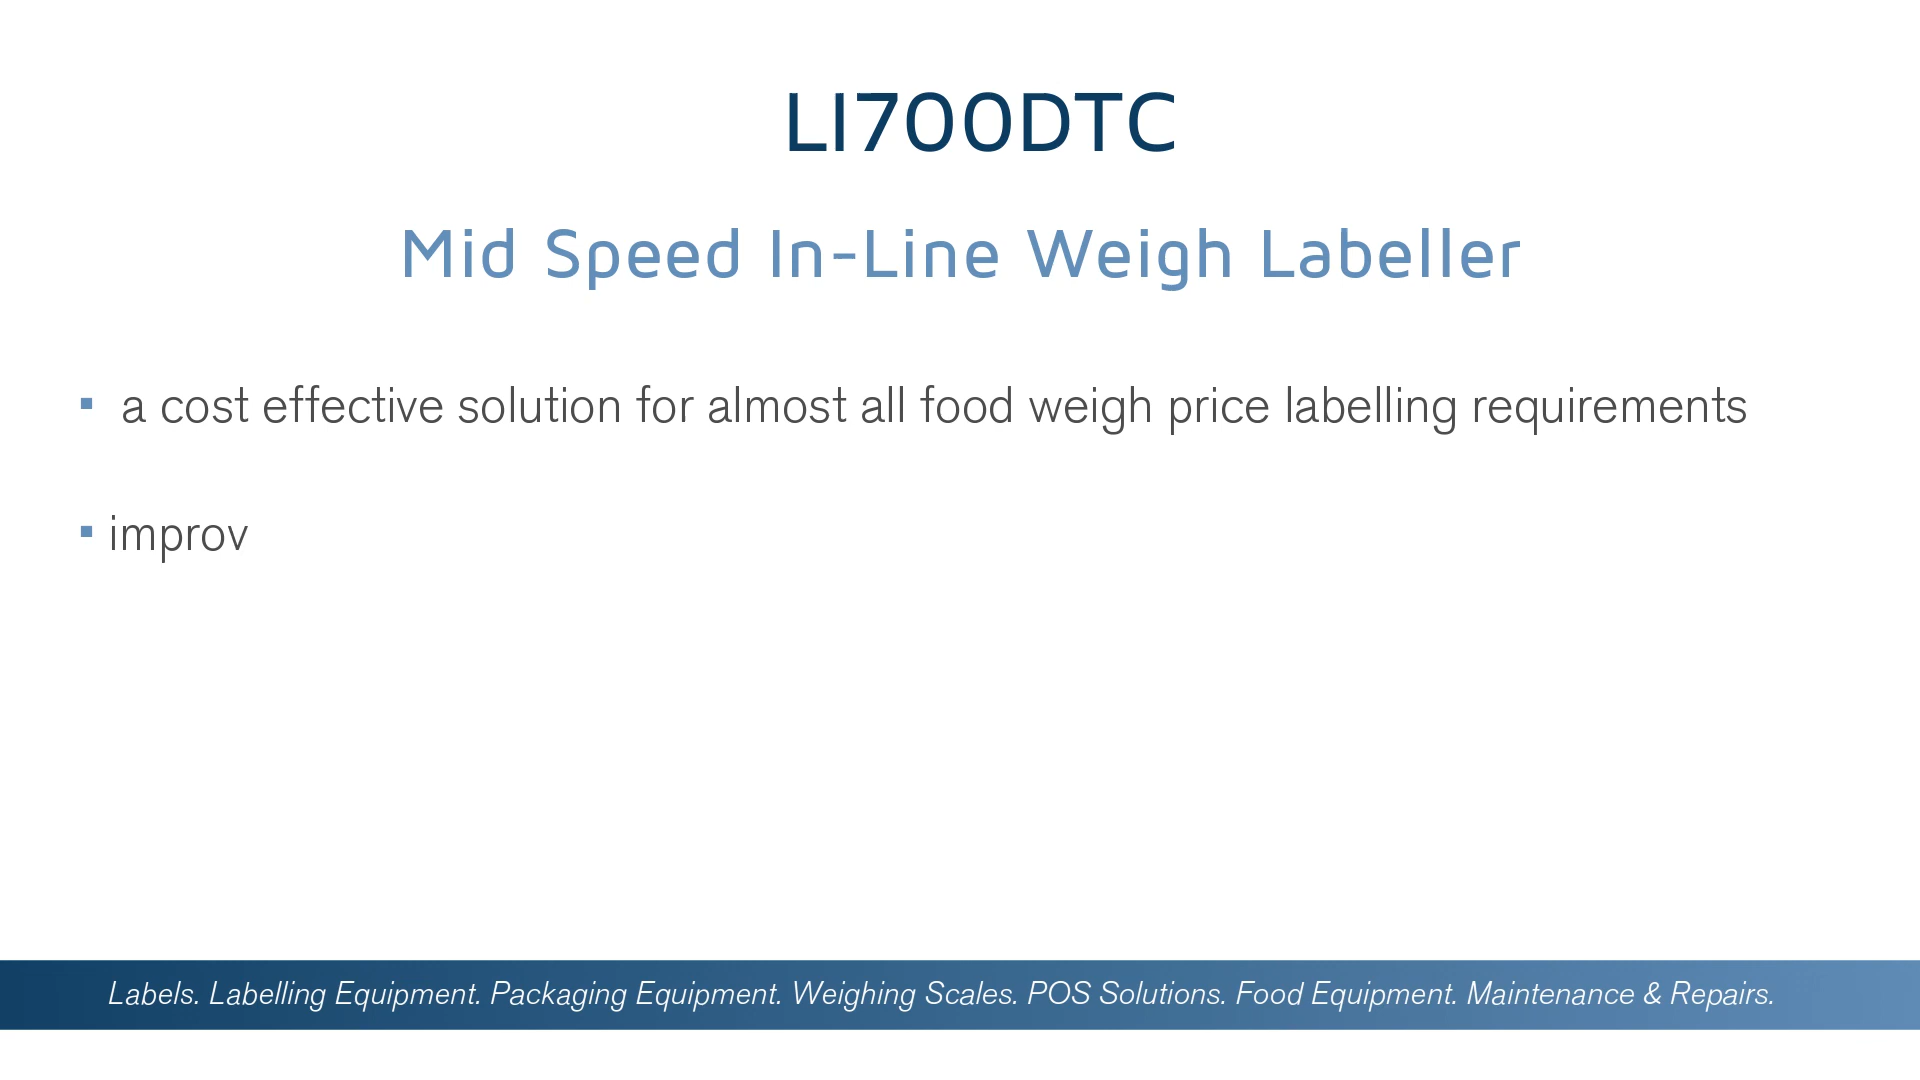 LI700DTC
Mid Speed In-Line Weigh Labeller
▪ a cost effective solution for almost all food weigh price labelling requirements
▪ improv
Labels. Labelling Equipment. Packaging Equipment. Weighing Scales. POS Solutions. Food Equipment. Maintenance & Repairs.